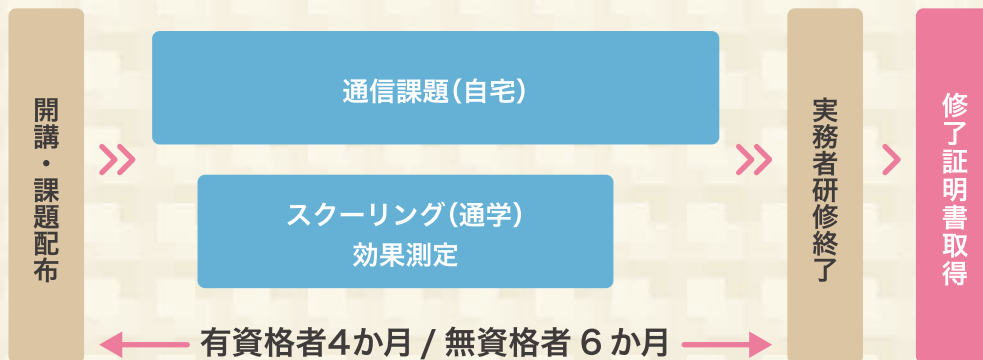 開講・課題配布
通信課題(自宅)
スクーリング(通学)
効果測定
有資格者4か月 / 無資格者 6 か月
実務者研修終了
修了証明書取得